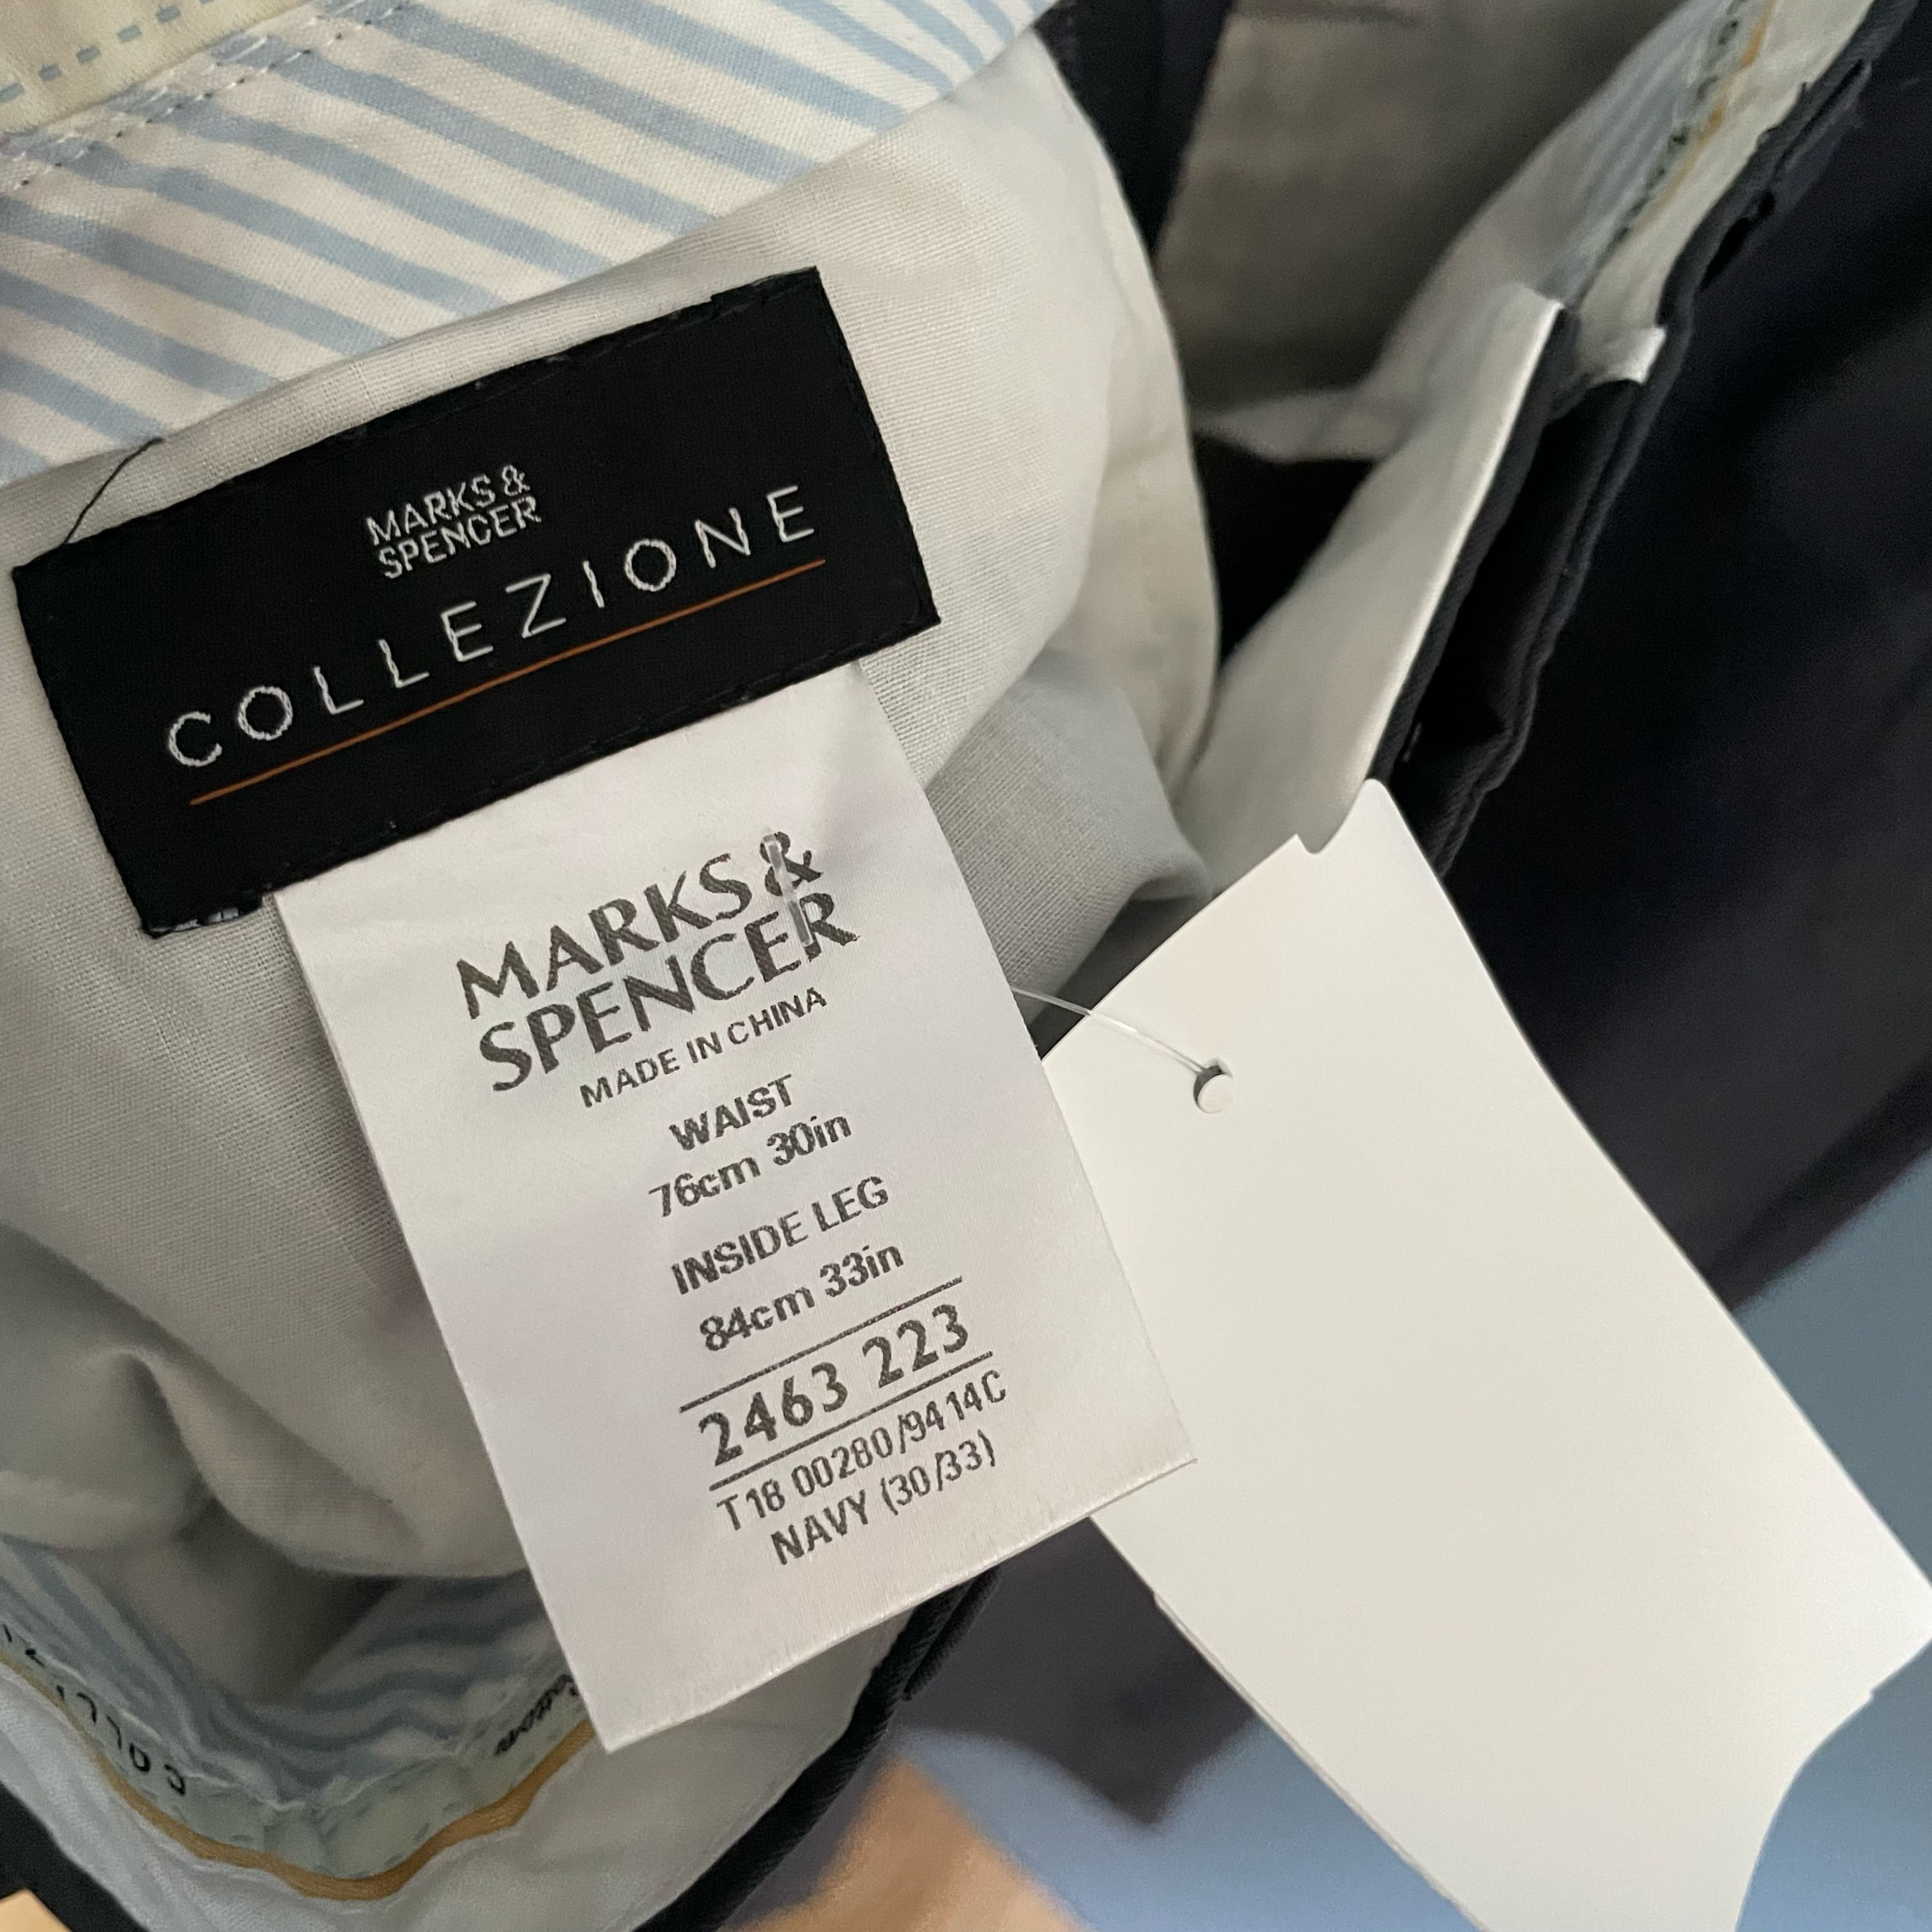 MARKS &
SPENCER
COLLEZIONE
MARKS &
SPENCER
MADE IN CHINA
WAIST
76cm 30in
INSIDE LEG
84cm 33in
2463 223
T18 00280/9414C
NAVY (30/33)
Cotton